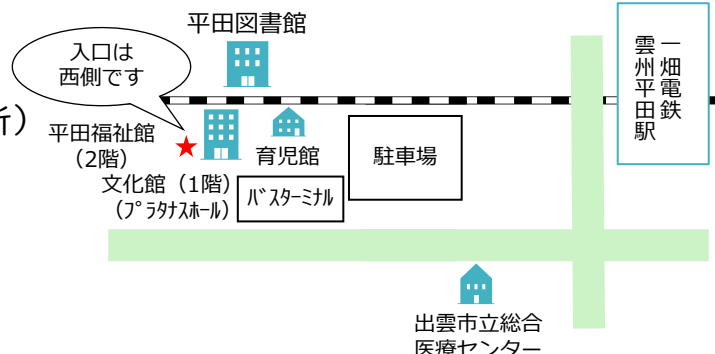 平田図書館
入口は
西側です
所）
平田福祉館
（2階）
文化館（1階）
（ﾌﾟﾗﾀﾅｽﾎｰﾙ）
育児館
ﾊﾞｽﾀｰﾐﾅﾙ
駐車場
一畑電鉄
雲州平田駅
出雲市立総合
医療センター